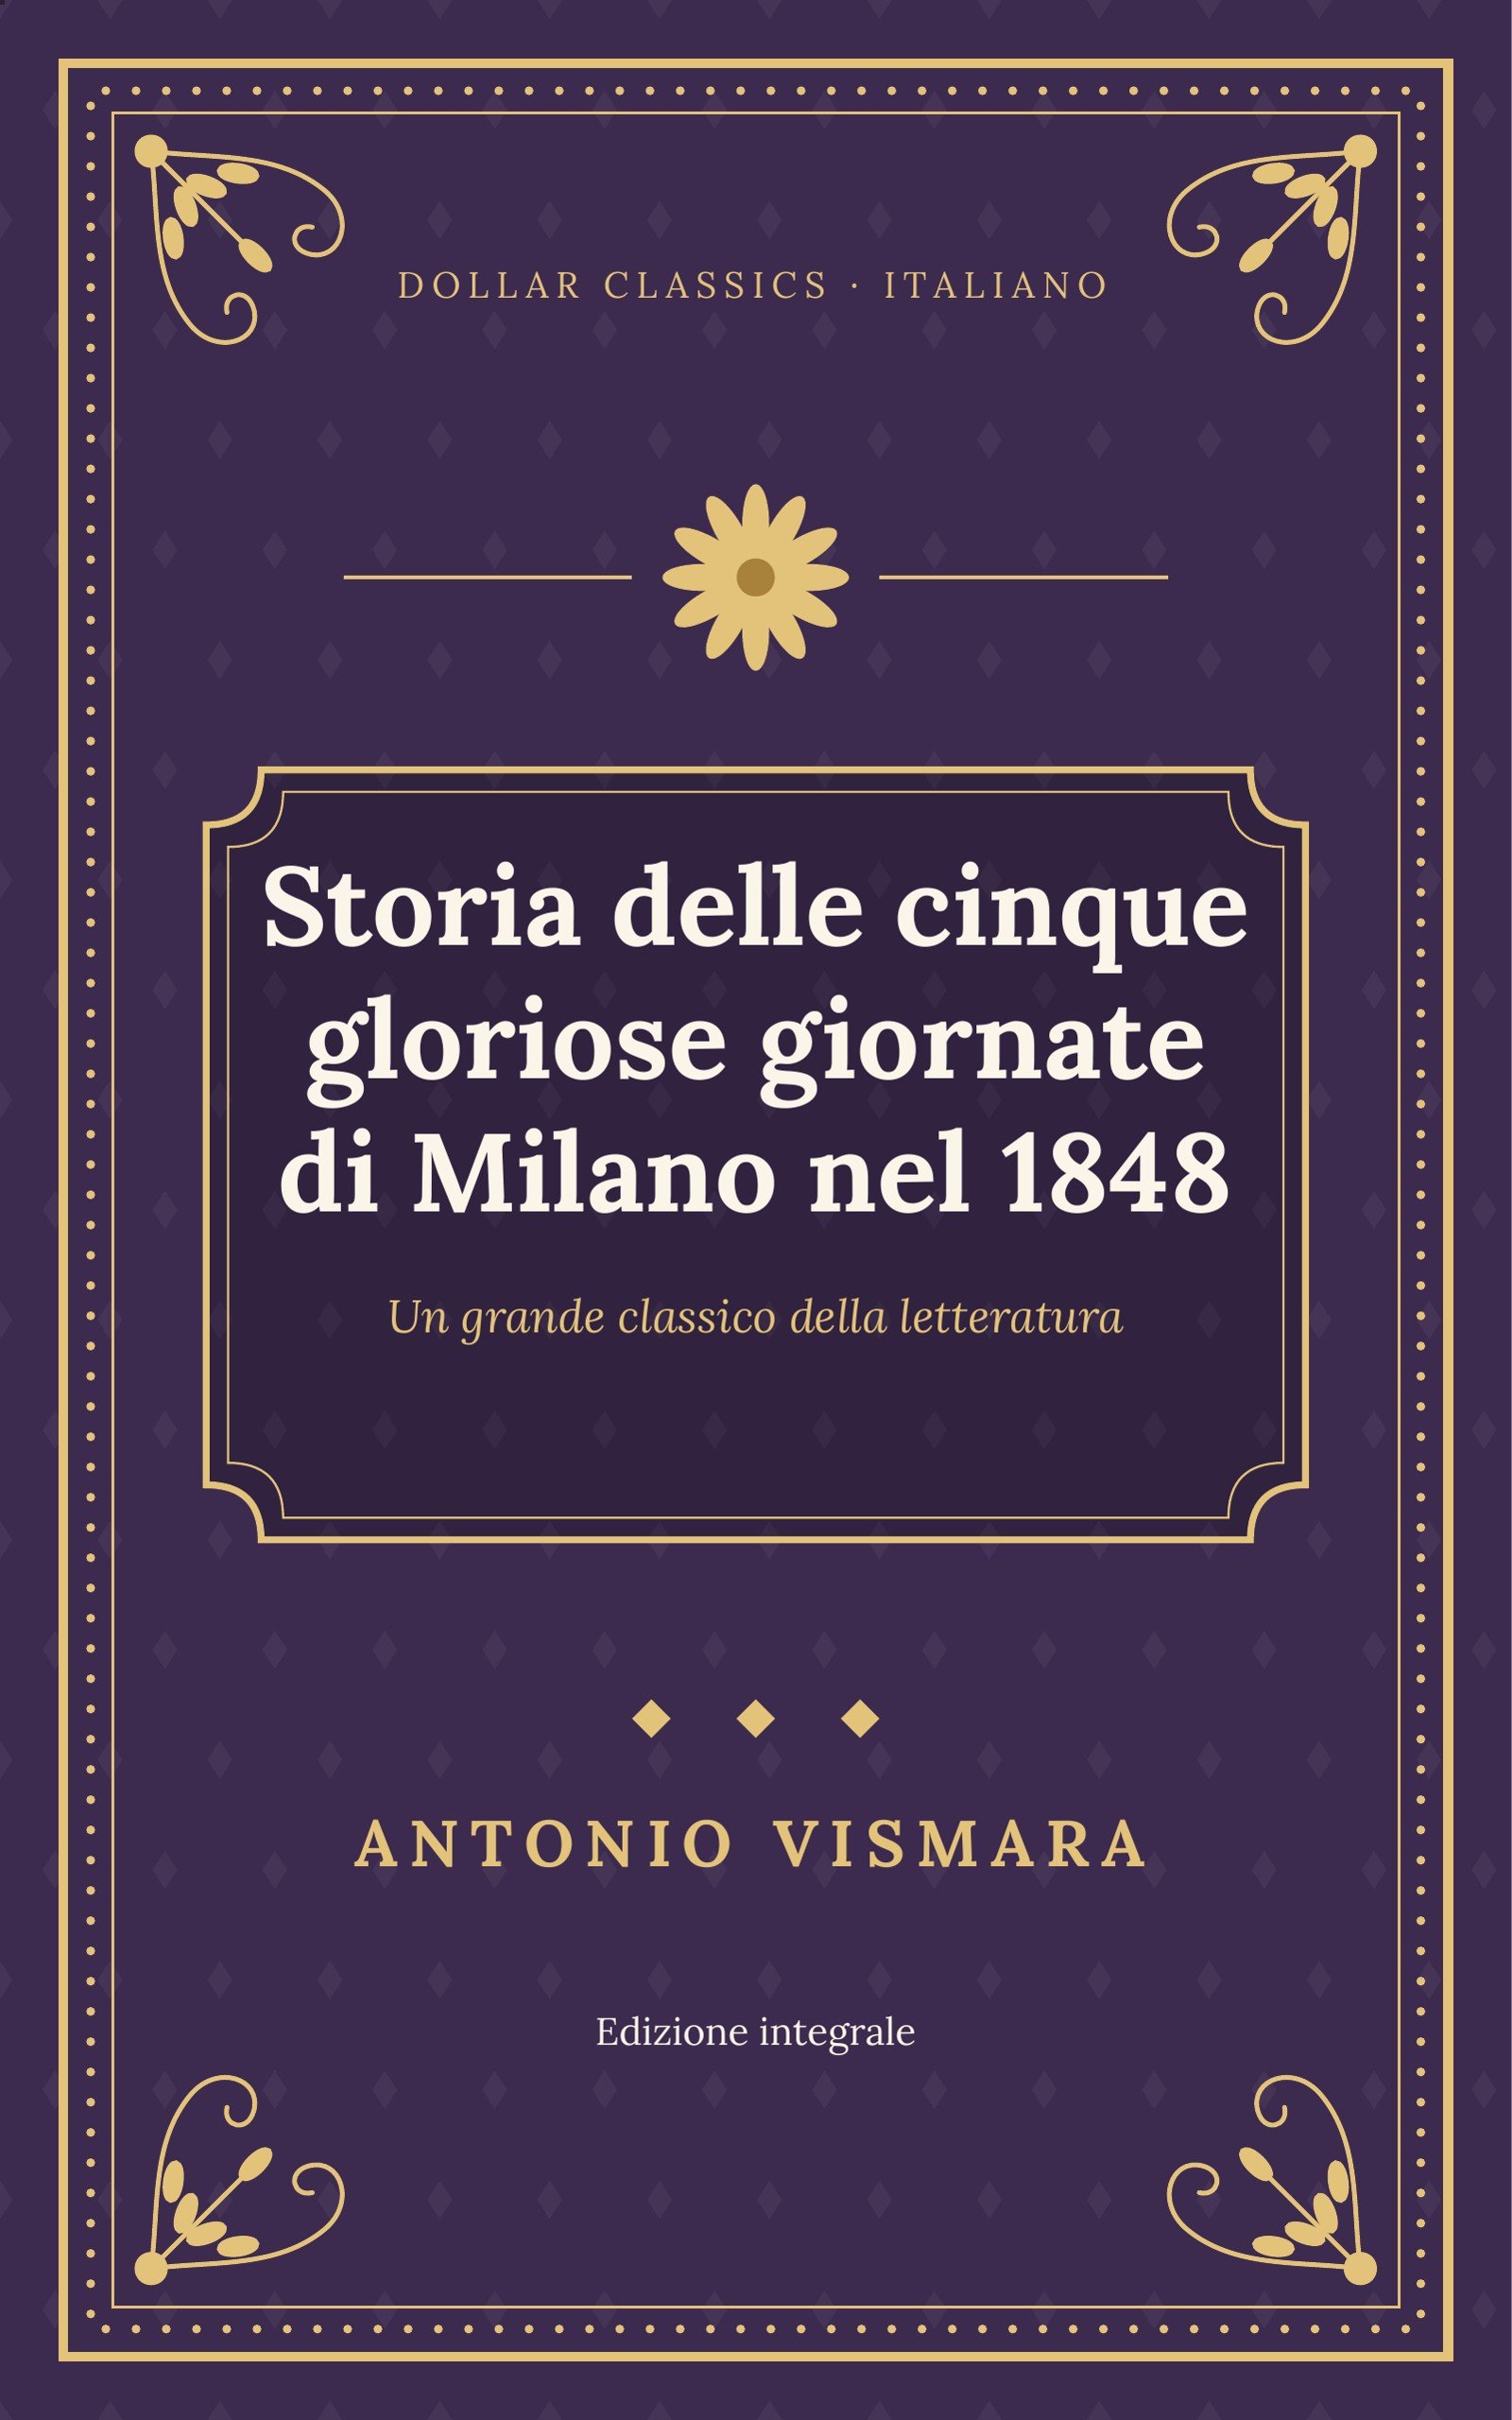 DOLLAR CLASSICS · ITALIANO
Storia delle cinque
gloriose giornate
di Milano nel 1848
Un grande classico della letteratura
ANTONIO VISMARA
Edizione integrale